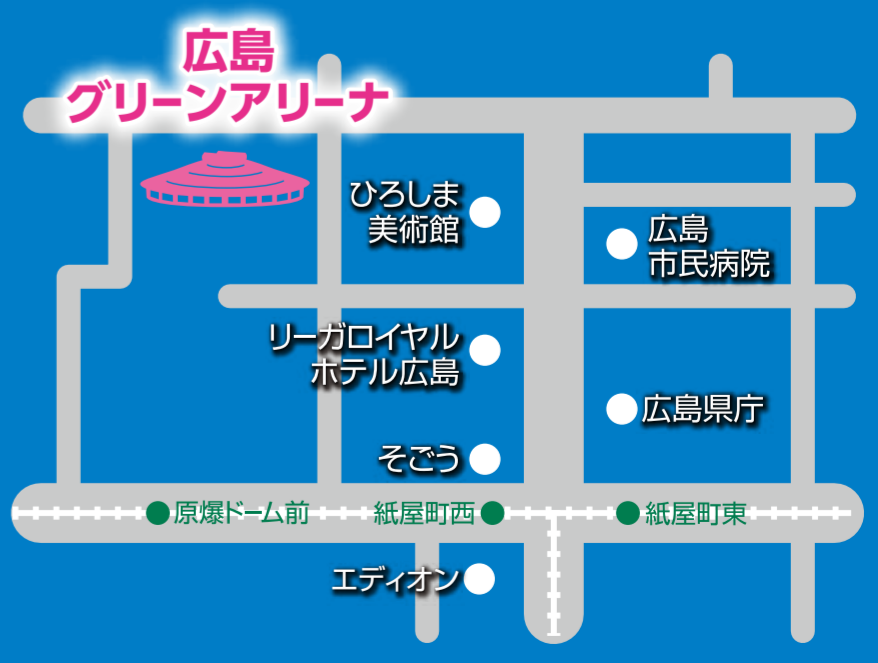 広島
グリーンアリーナ
ひろしま
美術館
広島
市民病院
リーガロイヤル
ホテル広島
広島県庁
そごう
原爆ドーム前
紙屋町西
紙屋町東
エディオン